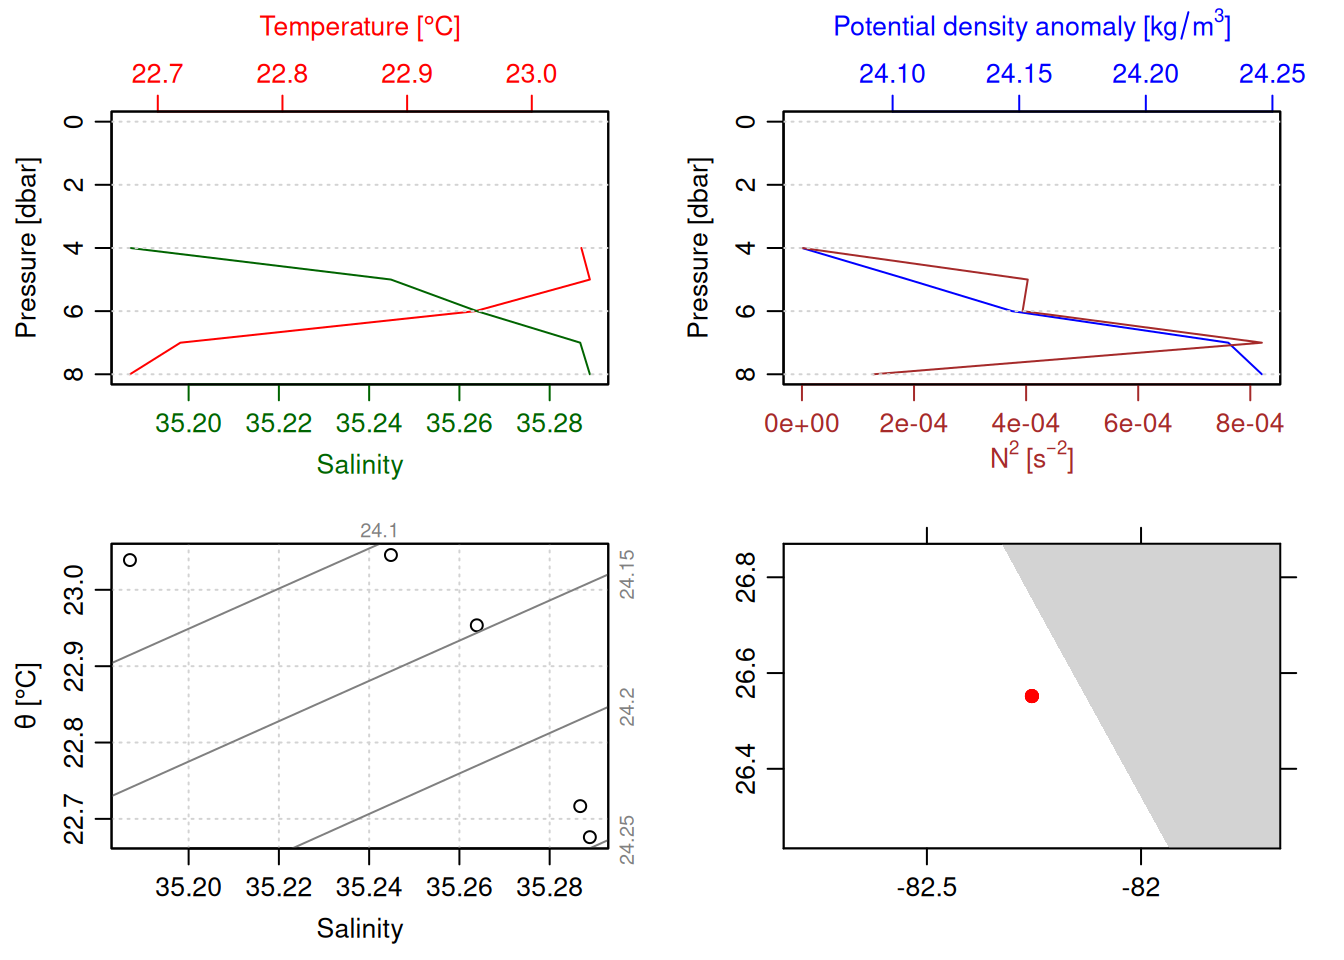 Temperature [°C]
22.7 22.8 22.9 23.0
Pressure [dbar]
0
2
4
6
8
35.20 35.22 35.24 35.26 35.28
Salinity
Potential density anomaly [kg/m³]
24.10 24.15 24.20 24.25
Pressure [dbar]
0
2
4
6
8
0e+00 2e-04 4e-04 6e-04 8e-04
N² [s⁻²]
24.1
24.15
24.2
24.25
θ [°C]
23.0
22.9
22.8
22.7
35.20 35.22 35.24 35.26 35.28
Salinity
26.8
26.6
26.4
-82.5 -82